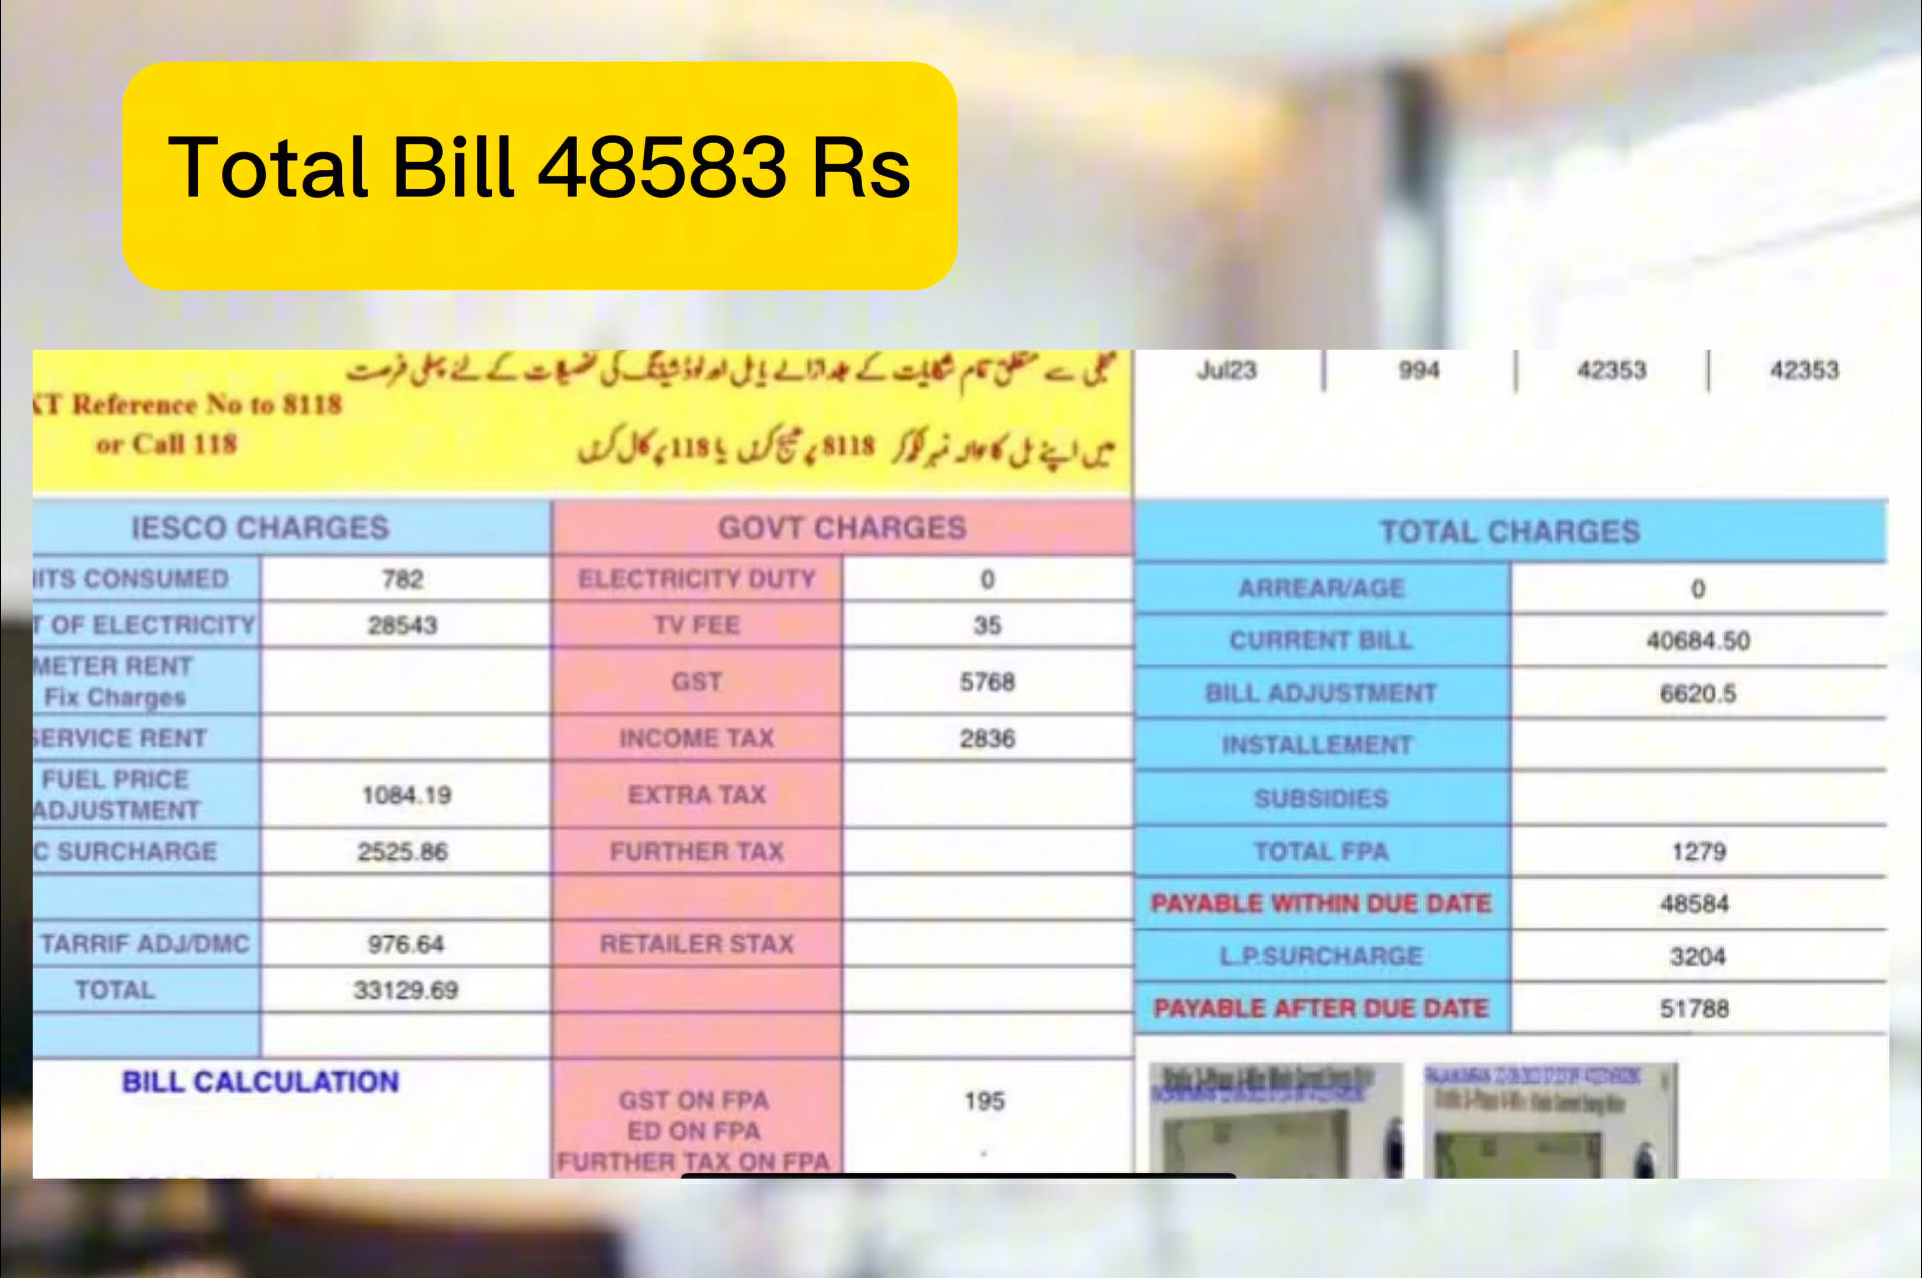 Total Bill 48583 Rs
بجلی سے متعلق تمام شکایات کے جلد ازالے یا بل اور لوڈشیڈنگ کی تفصیلات کے لئے پہلی فرصت
XT Reference No to 8118
or Call 118
میں اپنے بل کا حوالہ نمبر لکھ کر 8118 پر میسج کریں یا 118 پر کال کریں
Jul23 994 42353 42353
IESCO CHARGES GOVT CHARGES TOTAL CHARGES
ITS CONSUMED 782 ELECTRICITY DUTY 0 ARREAR/AGE 0
T OF ELECTRICITY 28543 TV FEE 35 CURRENT BILL 40684.50
METER RENT
Fix Charges
GST 5768 BILL ADJUSTMENT 6620.5
SERVICE RENT INCOME TAX 2836 INSTALLEMENT
FUEL PRICE
ADJUSTMENT
1084.19 EXTRA TAX SUBSIDIES
C SURCHARGE 2525.86 FURTHER TAX TOTAL FPA 1279
PAYABLE WITHIN DUE DATE 48584
TARRIF ADJ/DMC 976.64 RETAILER STAX L.P.SURCHARGE 3204
TOTAL 33129.69 PAYABLE AFTER DUE DATE 51788
BILL CALCULATION
GST ON FPA 195
ED ON FPA
FURTHER TAX ON FPA